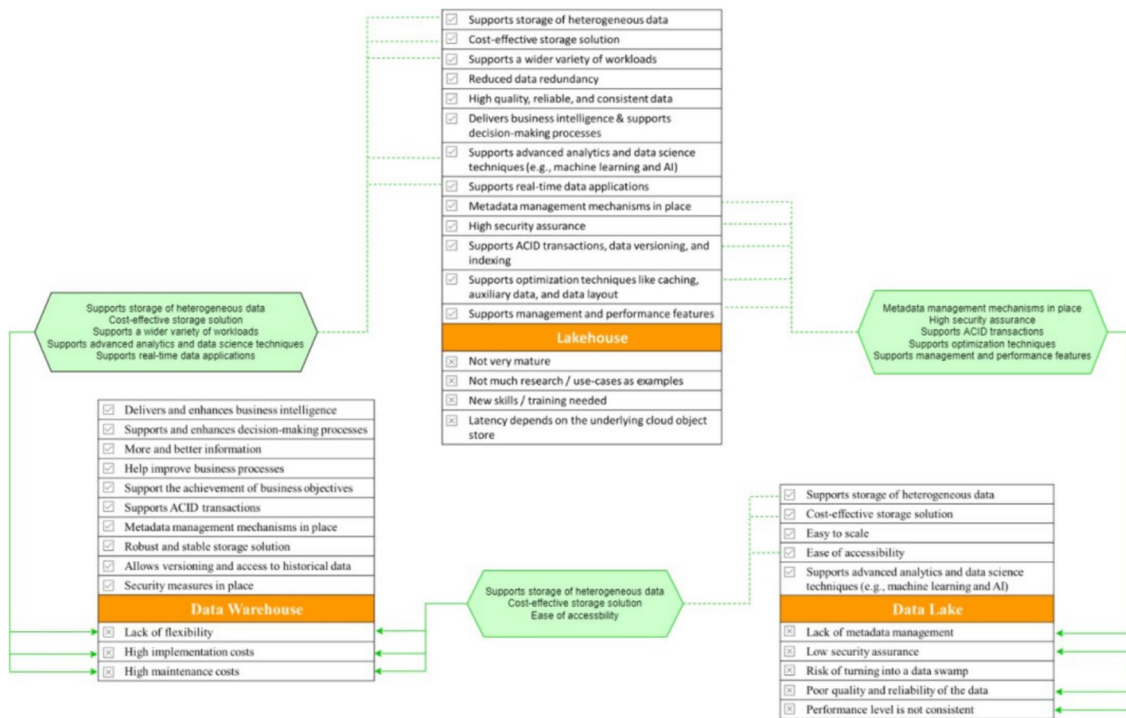 Supports storage of heterogeneous data
Cost-effective storage solution
Supports a wider variety of workloads
Reduced data redundancy
High quality, reliable, and consistent data
Delivers business intelligence & supports
decision-making processes
Supports advanced analytics and data science
techniques (e.g., machine learning and AI)
Supports real-time data applications
Metadata management mechanisms in place
High security assurance
Supports ACID transactions, data versioning, and
indexing
Supports optimization techniques like caching,
auxiliary data, and data layout
Supports management and performance features
Lakehouse
Not very mature
Not much research / use-cases as examples
New skills / training needed
Latency depends on the underlying cloud object
store
Supports storage of heterogeneous data
Cost-effective storage solution
Supports a wider variety of workloads
Supports advanced analytics and data science techniques
Supports real-time data applications
Metadata management mechanisms in place
High security assurance
Supports ACID transactions
Supports optimization techniques
Supports management and performance features
Delivers and enhances business intelligence
Supports and enhances decision-making processes
More and better information
Help improve business processes
Support the achievement of business objectives
Supports ACID transactions
Metadata management mechanisms in place
Robust and stable storage solution
Allows versioning and access to historical data
Security measures in place
Data Warehouse
Lack of flexibility
High implementation costs
High maintenance costs
Supports storage of heterogeneous data
Cost-effective storage solution
Ease of accessbility
Supports storage of heterogeneous data
Cost-effective storage solution
Easy to scale
Ease of accessibility
Supports advanced analytics and data science
techniques (e.g., machine learning and AI)
Data Lake
Lack of metadata management
Low security assurance
Risk of turning into a data swamp
Poor quality and reliability of the data
Performance level is not consistent